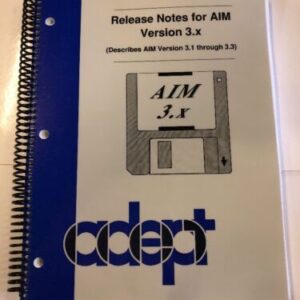 Release Notes for AIM
Version 3.x
(Describes AIM Version 3.1 through 3.3)
AIM
3.x
adept